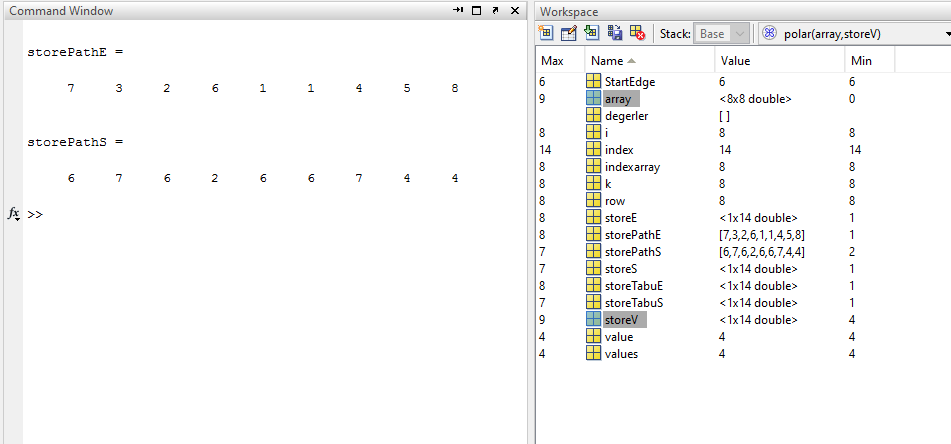 Command Window
storePathE =
7 3 2 6 1 1 4 5 8
storePathS =
6 7 6 2 6 6 7 4 4
fx >>
Workspace
Stack: Base polar(array,storeV)
Max Name Value Min
6 StartEdge 6 6
9 array <8x8 double> 0
degerler [ ]
8 i 8 8
14 index 14 14
8 indexarray 8 8
8 k 8 8
8 row 8 8
8 storeE <1x14 double> 1
8 storePathE [7,3,2,6,1,1,4,5,8] 1
7 storePathS [6,7,6,2,6,6,7,4,4] 2
7 storeS <1x14 double> 1
8 storeTabuE <1x14 double> 1
7 storeTabuS <1x14 double> 1
9 storeV <1x14 double> 4
4 value 4 4
4 values 4 4